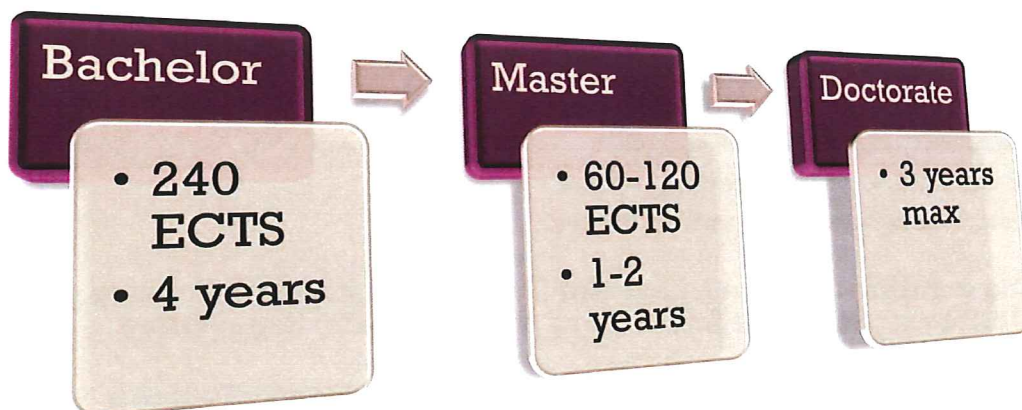 Bachelor
• 240
ECTS
• 4 years
Master
• 60-120
ECTS
• 1-2
years
Doctorate
• 3 years
max